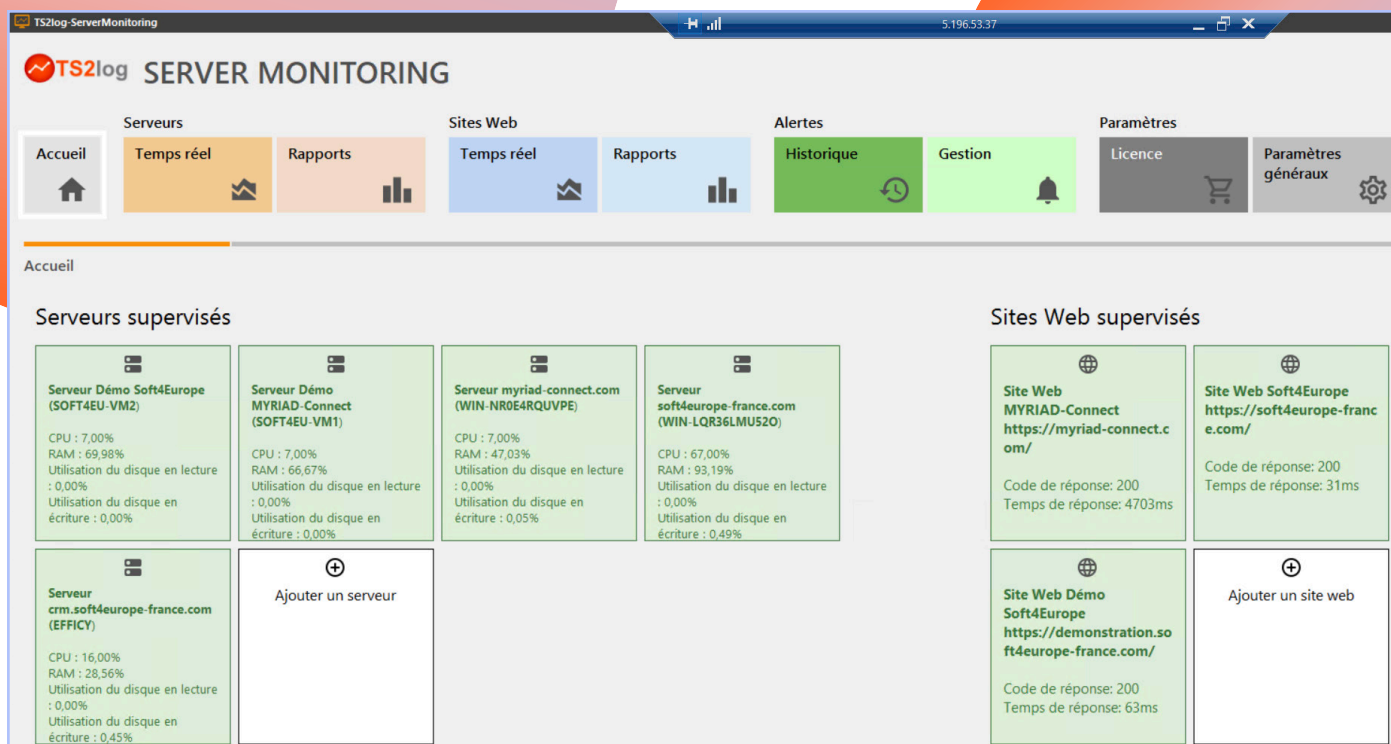 TS2log-ServerMonitoring
5.196.53.37
TS2log SERVER MONITORING
Serveurs
Sites Web
Alertes
Paramètres
Accueil
Temps réel
Rapports
Temps réel
Rapports
Historique
Gestion
Licence
Paramètres
généraux
Accueil
Serveurs supervisés
Serveur Démo Soft4Europe
(SOFT4EU-VM2)
CPU : 7,00%
RAM : 69,98%
Utilisation du disque en lecture
: 0,00%
Utilisation du disque en
écriture : 0,00%
Serveur Démo
MYRIAD-Connect
(SOFT4EU-VM1)
CPU : 7,00%
RAM : 66,67%
Utilisation du disque en lecture
: 0,00%
Utilisation du disque en
écriture : 0,00%
Serveur myriad-connect.com
(WIN-NR0E4RQUVPE)
CPU : 7,00%
RAM : 47,03%
Utilisation du disque en lecture
: 0,00%
Utilisation du disque en
écriture : 0,05%
Serveur
soft4europe-france.com
(WIN-LQR36LMU52O)
CPU : 67,00%
RAM : 93,19%
Utilisation du disque en lecture
: 0,00%
Utilisation du disque en
écriture : 0,49%
Serveur
crm.soft4europe-france.com
(EFFICY)
CPU : 16,00%
RAM : 28,56%
Utilisation du disque en lecture
: 0,00%
Utilisation du disque en
écriture : 0,45%
Ajouter un serveur
Sites Web supervisés
Site Web
MYRIAD-Connect
https://myriad-connect.c
om/
Code de réponse: 200
Temps de réponse: 4703ms
Site Web Soft4Europe
https://soft4europe-franc
e.com/
Code de réponse: 200
Temps de réponse: 31ms
Site Web Démo
Soft4Europe
https://demonstration.so
ft4europe-france.com/
Code de réponse: 200
Temps de réponse: 63ms
Ajouter un site web